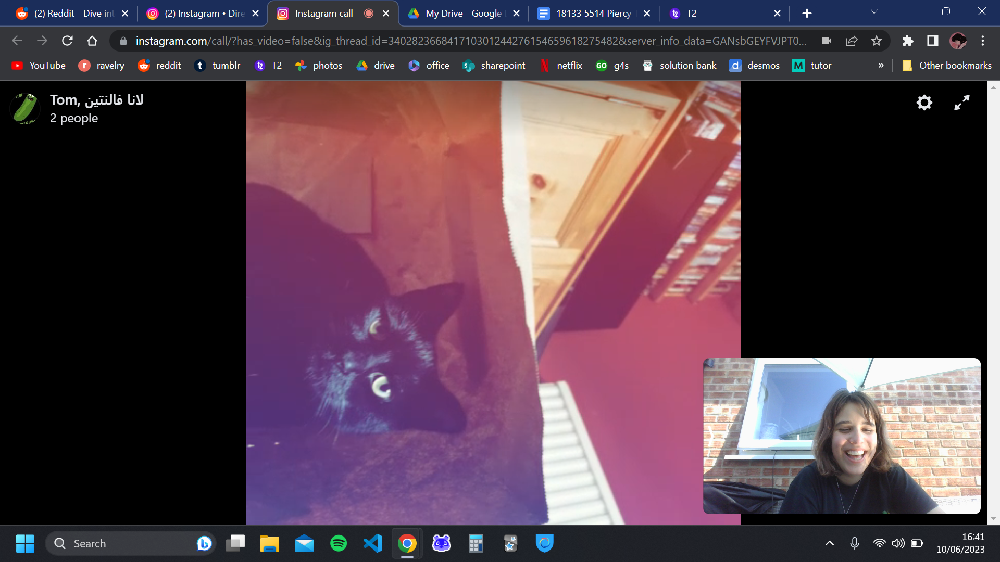 (2) Reddit - Dive int
(2) Instagram • Dire
Instagram call
My Drive - Google
18133 5514 Piercy T
T2
instagram.com/call/?has_video=false&ig_thread_id=340282366841710301244276154659618275482&server_info_data=GANsbGEYFVJPT0...
YouTube
ravelry
reddit
tumblr
T2
photos
drive
office
sharepoint
netflix
GO g4s
solution bank
desmos
tutor
»
Other bookmarks
Tom, لانا فالنتين
2 people
Search
16:41
10/06/2023